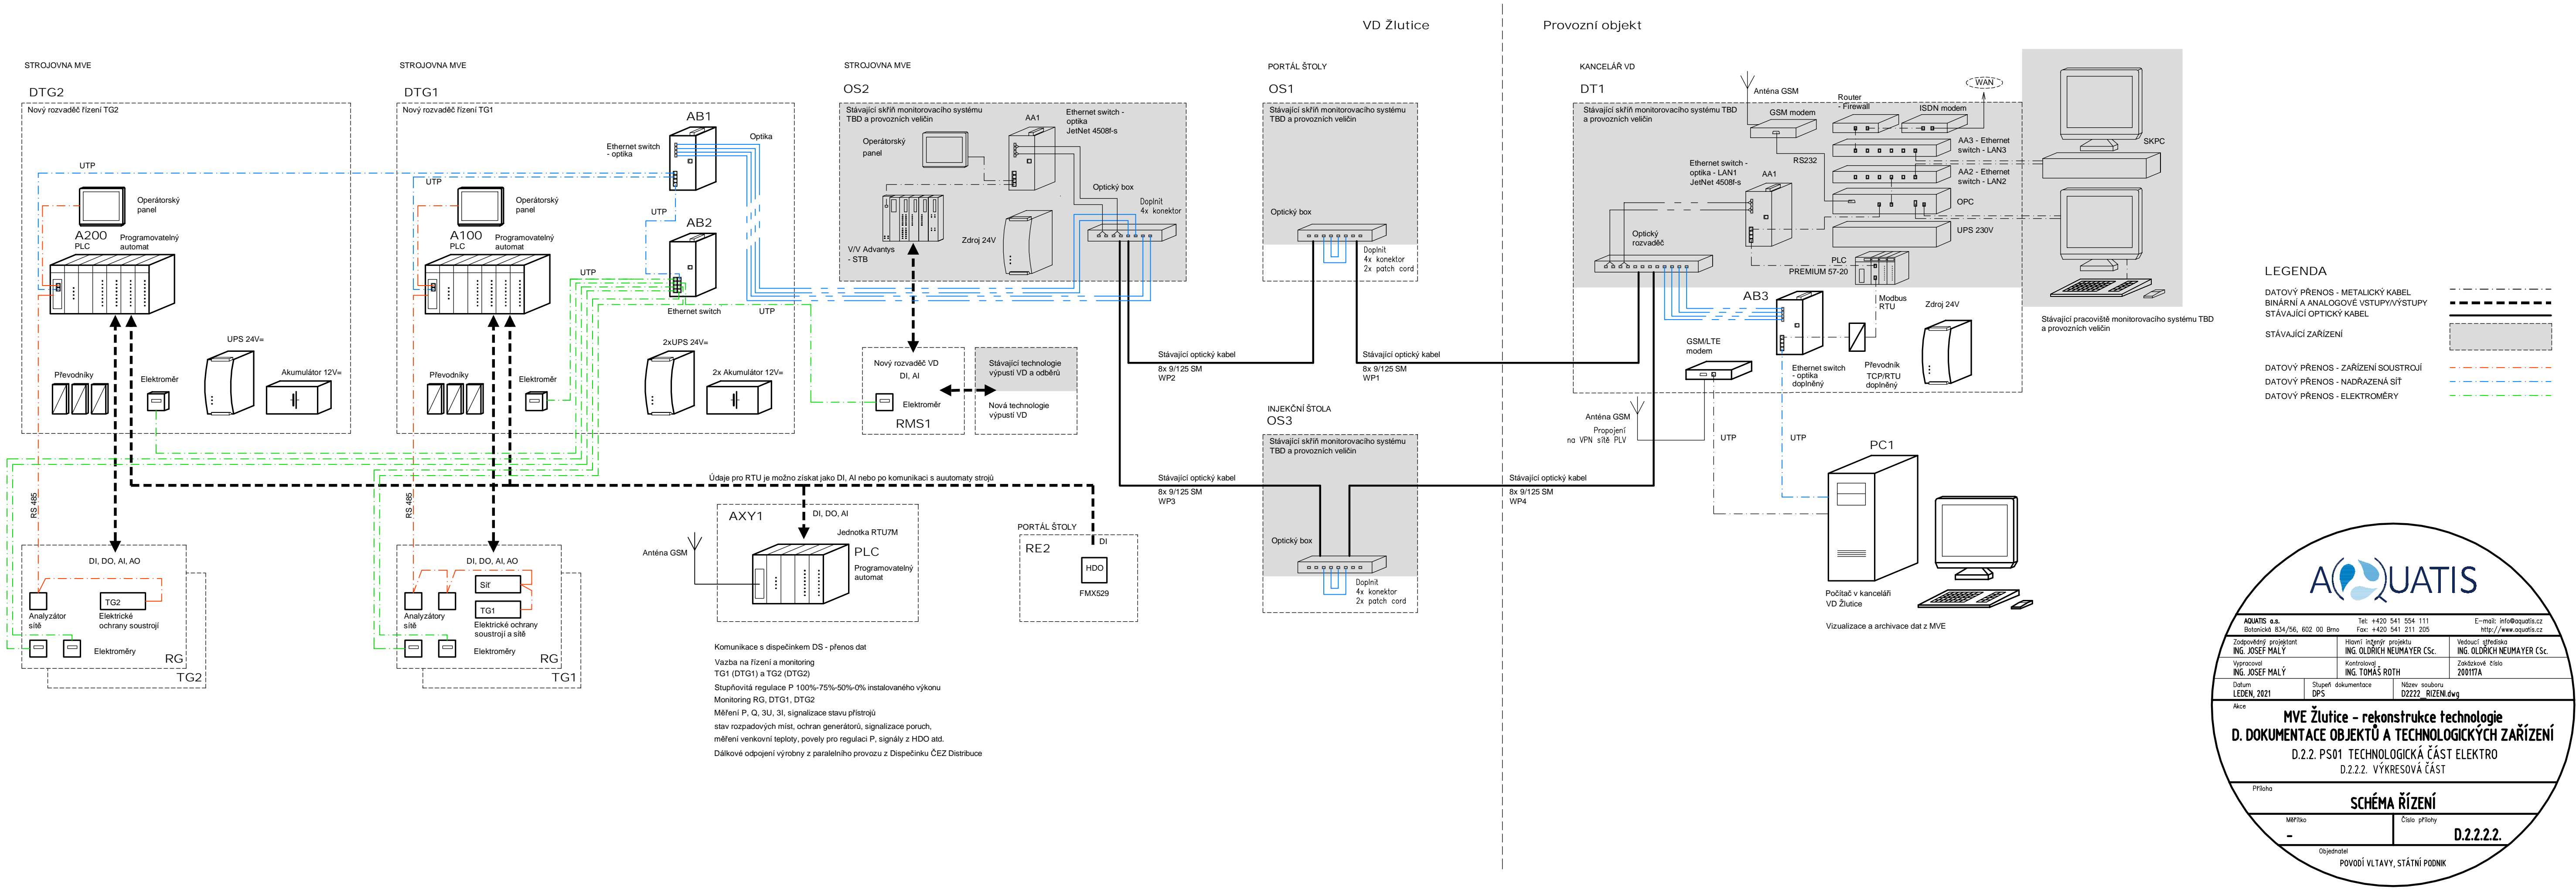 VD Žlutice
Provozní objekt
STROJOVNA MVE
DTG2
Nový rozvaděč řízení TG2
UTP
Operátorský
panel
A200
PLC
Programovatelný
automat
UPS 24V=
Převodníky
Elektroměr
Akumulátor 12V=
RS 485
DI, DO, AI, AO
Analyzátor
sítě
TG2
Elektrické
ochrany soustrojí
Elektroměry
RG
TG2
STROJOVNA MVE
DTG1
Nový rozvaděč řízení TG1
UTP
Operátorský
panel
A100
PLC
Programovatelný
automat
Převodníky
Elektroměr
2xUPS 24V=
2x Akumulátor 12V=
AB1
Ethernet switch
- optika
Optika
UTP
AB2
UTP
Ethernet switch
UTP
RS 485
DI, DO, AI, AO
Analyzátory
sítě
Síť
TG1
Elektrické ochrany
soustrojí a sítě
Elektroměry
RG
TG1
STROJOVNA MVE
OS2
Stávající skříň monitorovacího systému
TBD a provozních veličin
Operátorský
panel
AA1
Ethernet switch -
optika
JetNet 4508f-s
V/V Advantys
- STB
Zdroj 24V
Optický box
Doplnit
4x konektor
Nový rozvaděč VD
DI, AI
Elektroměr
RMS1
Stávající technologie
výpustí VD a odběrů
Nová technologie
výpustí VD
Údaje pro RTU je možno získat jako DI, AI nebo po komunikaci s auutomaty strojů
AXY1
DI, DO, AI
Jednotka RTU7M
Anténa GSM
PLC
Programovatelný
automat
PORTÁL ŠTOLY
RE2
DI
HDO
FMX529
Komunikace s dispečinkem DS - přenos dat
Vazba na řízení a monitoring
TG1 (DTG1) a TG2 (DTG2)
Stupňovitá regulace P 100%-75%-50%-0% instalovaného výkonu
Monitoring RG, DTG1, DTG2
Měření P, Q, 3U, 3I, signalizace stavu přístrojů
stav rozpadových míst, ochran generátorů, signalizace poruch,
měření venkovní teploty, povely pro regulaci P, signály z HDO atd.
Dálkové odpojení výrobny z paralelního provozu z Dispečinku ČEZ Distribuce
PORTÁL ŠTOLY
OS1
Stávající skříň monitorovacího systému
TBD a provozních veličin
Optický box
Doplnit
4x konektor
2x patch cord
Stávající optický kabel
8x 9/125 SM
WP2
Stávající optický kabel
8x 9/125 SM
WP1
INJEKČNÍ ŠTOLA
OS3
Stávající skříň monitorovacího systému
TBD a provozních veličin
Optický box
Doplnit
4x konektor
2x patch cord
Stávající optický kabel
8x 9/125 SM
WP3
Stávající optický kabel
8x 9/125 SM
WP4
KANCELÁŘ VD
DT1
Stávající skříň monitorovacího systému TBD
a provozních veličin
Anténa GSM
GSM modem
Router
- Firewall
ISDN modem
WAN
RS232
AA3 - Ethernet
switch - LAN3
AA2 - Ethernet
switch - LAN2
OPC
UPS 230V
Ethernet switch -
optika - LAN1
JetNet 4508f-s
AA1
Optický
rozvaděč
PLC
PREMIUM 57-20
Modbus
RTU
Zdroj 24V
AB3
GSM/LTE
modem
Ethernet switch
- optika
doplněný
Převodník
TCP/RTU
doplněný
Anténa GSM
Propojení
na VPN sítě PLV
UTP
UTP
SKPC
Stávající pracoviště monitorovacího systému TBD
a provozních veličin
PC1
Počítač v kanceláři
VD Žlutice
Vizualizace a archivace dat z MVE
LEGENDA
DATOVÝ PŘENOS - METALICKÝ KABEL
BINÁRNÍ A ANALOGOVÉ VSTUPY/VÝSTUPY
STÁVAJÍCÍ OPTICKÝ KABEL
STÁVAJÍCÍ ZAŘÍZENÍ
DATOVÝ PŘENOS - ZAŘÍZENÍ SOUSTROJÍ
DATOVÝ PŘENOS - NADŘAZENÁ SÍŤ
DATOVÝ PŘENOS - ELEKTROMĚRY
AQUATIS
AQUATIS a.s. Tel: +420 541 554 111 E-mail: info@aquatis.cz
Botanická 834/56, 602 00 Brno Fax: +420 541 211 205 http://www.aquatis.cz
Zodpovědný projektant Hlavní inženýr projektu Vedoucí střediska
ING. JOSEF MALÝ ING. OLDŘICH NEUMAYER CSc. ING. OLDŘICH NEUMAYER CSc.
Vypracoval Kontroloval Zakázkové číslo
ING. JOSEF MALÝ ING. TOMÁŠ ROTH 200117A
Datum Stupeň dokumentace Název souboru
LEDEN, 2021 DPS D2222_RIZENI.dwg
Akce
MVE Žlutice - rekonstrukce technologie
D. DOKUMENTACE OBJEKTŮ A TECHNOLOGICKÝCH ZAŘÍZENÍ
D.2.2. PS01 TECHNOLOGICKÁ ČÁST ELEKTRO
D.2.2.2. VÝKRESOVÁ ČÁST
Příloha
SCHÉMA ŘÍZENÍ
Měřítko Číslo přílohy
- D.2.2.2.2.
Objednatel
POVODÍ VLTAVY, STÁTNÍ PODNIK